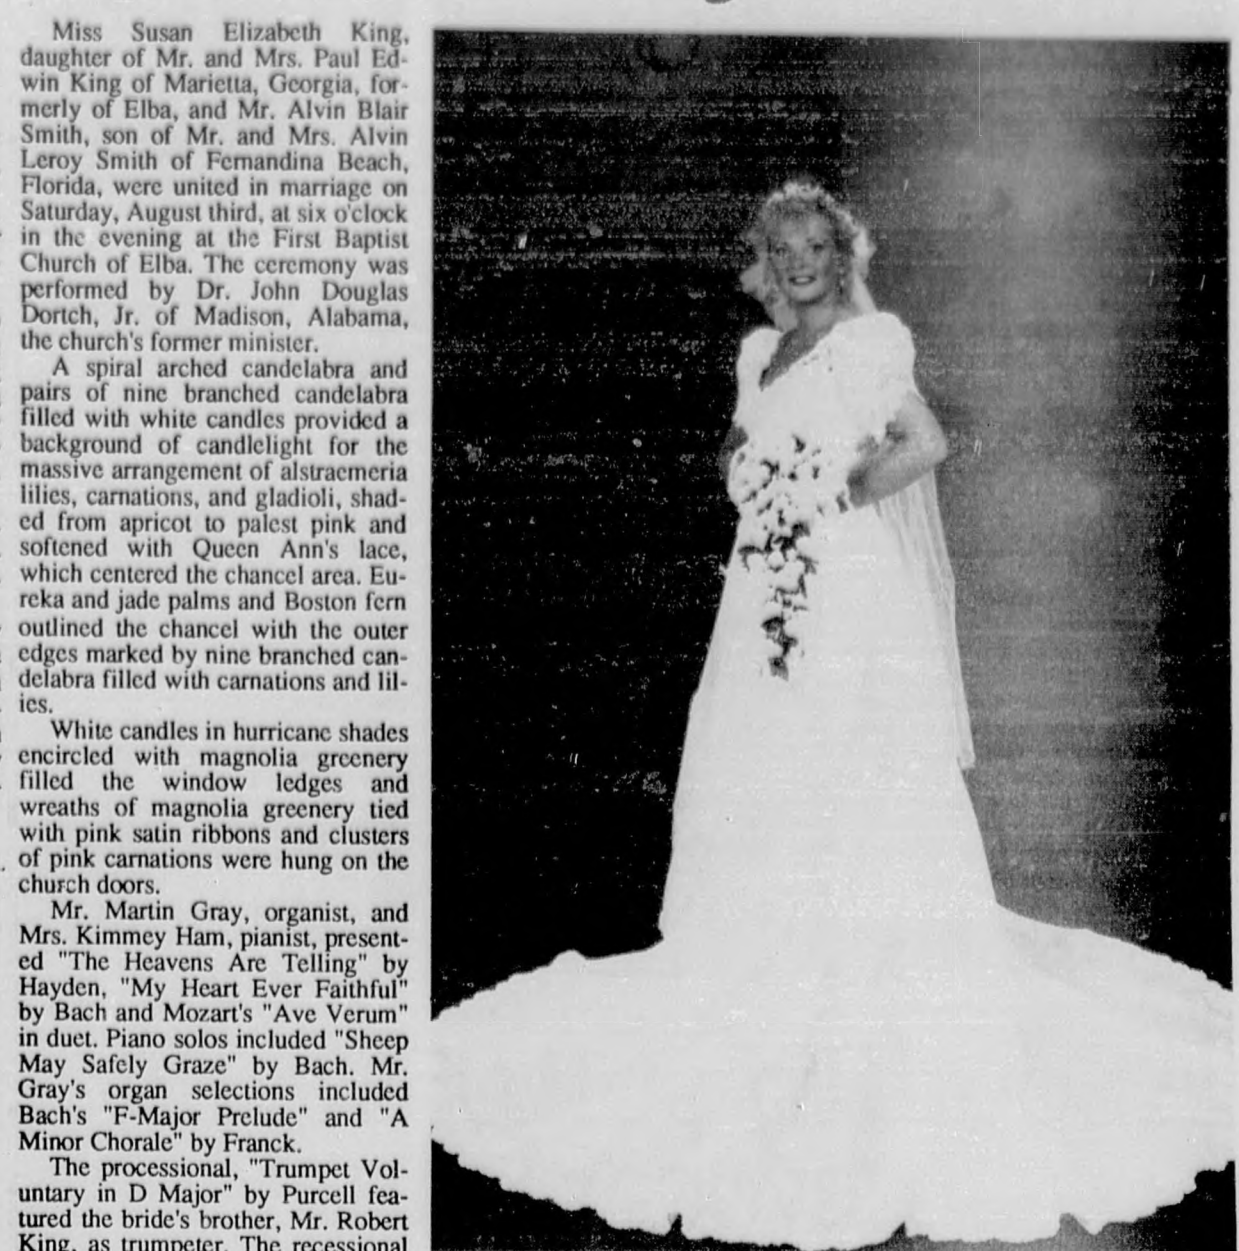 Miss Susan Elizabeth King,
daughter of Mr. and Mrs. Paul Ed-
win King of Marietta, Georgia, for-
merly of Elba, and Mr. Alvin Blair
Smith, son of Mr. and Mrs. Alvin
Leroy Smith of Fernandina Beach,
Florida, were united in marriage on
Saturday, August third, at six o'clock
in the evening at the First Baptist
Church of Elba. The ceremony was
performed by Dr. John Douglas
Dortch, Jr. of Madison, Alabama,
the church's former minister.
A spiral arched candelabra and
pairs of nine branched candelabra
filled with white candles provided a
background of candlelight for the
massive arrangement of alstraemeria
lilies, carnations, and gladioli, shad-
ed from apricot to palest pink and
softened with Queen Ann's lace,
which centered the chancel area. Eu-
reka and jade palms and Boston fern
outlined the chancel with the outer
edges marked by nine branched can-
delabra filled with carnations and lil-
ies.
White candles in hurricane shades
encircled with magnolia greenery
filled the window ledges and
wreaths of magnolia greenery tied
with pink satin ribbons and clusters
of pink carnations were hung on the
church doors.
Mr. Martin Gray, organist, and
Mrs. Kimmey Ham, pianist, present-
ed "The Heavens Are Telling" by
Hayden, "My Heart Ever Faithful"
by Bach and Mozart's "Ave Verum"
in duet. Piano solos included "Sheep
May Safely Graze" by Bach. Mr.
Gray's organ selections included
Bach's "F-Major Prelude" and "A
Minor Chorale" by Franck.
The processional, "Trumpet Vol-
untary in D Major" by Purcell fea-
tured the bride's brother, Mr. Robert
King, as trumpeter. The recessional